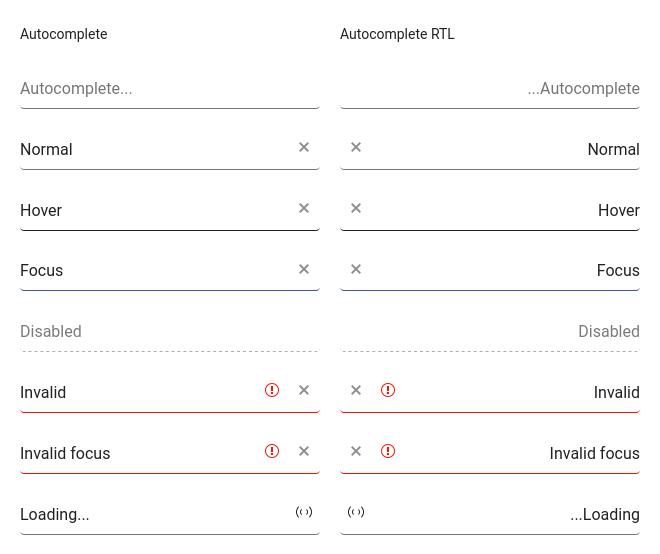 Autocomplete
Autocomplete RTL
Autocomplete...
...Autocomplete
Normal
Normal
Hover
Hover
Focus
Focus
Disabled
Disabled
Invalid
Invalid
Invalid focus
Invalid focus
Loading...
...Loading